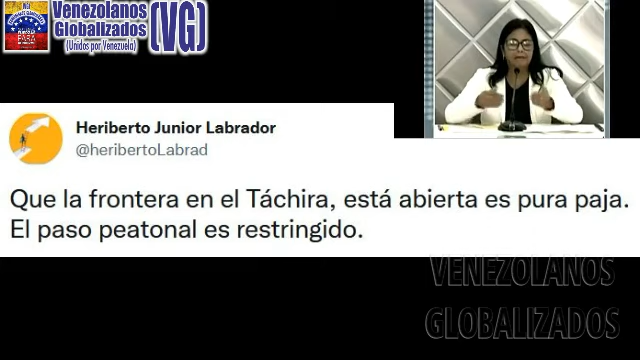 Venezolanos
Globalizados
(Unidos por Venezuela)
(VG)
Heriberto Junior Labrador
@heribertoLabrad
Que la frontera en el Táchira, está abierta es pura paja.
El paso peatonal es restringido.
VENEZOLANOS
GLOBALIZADOS